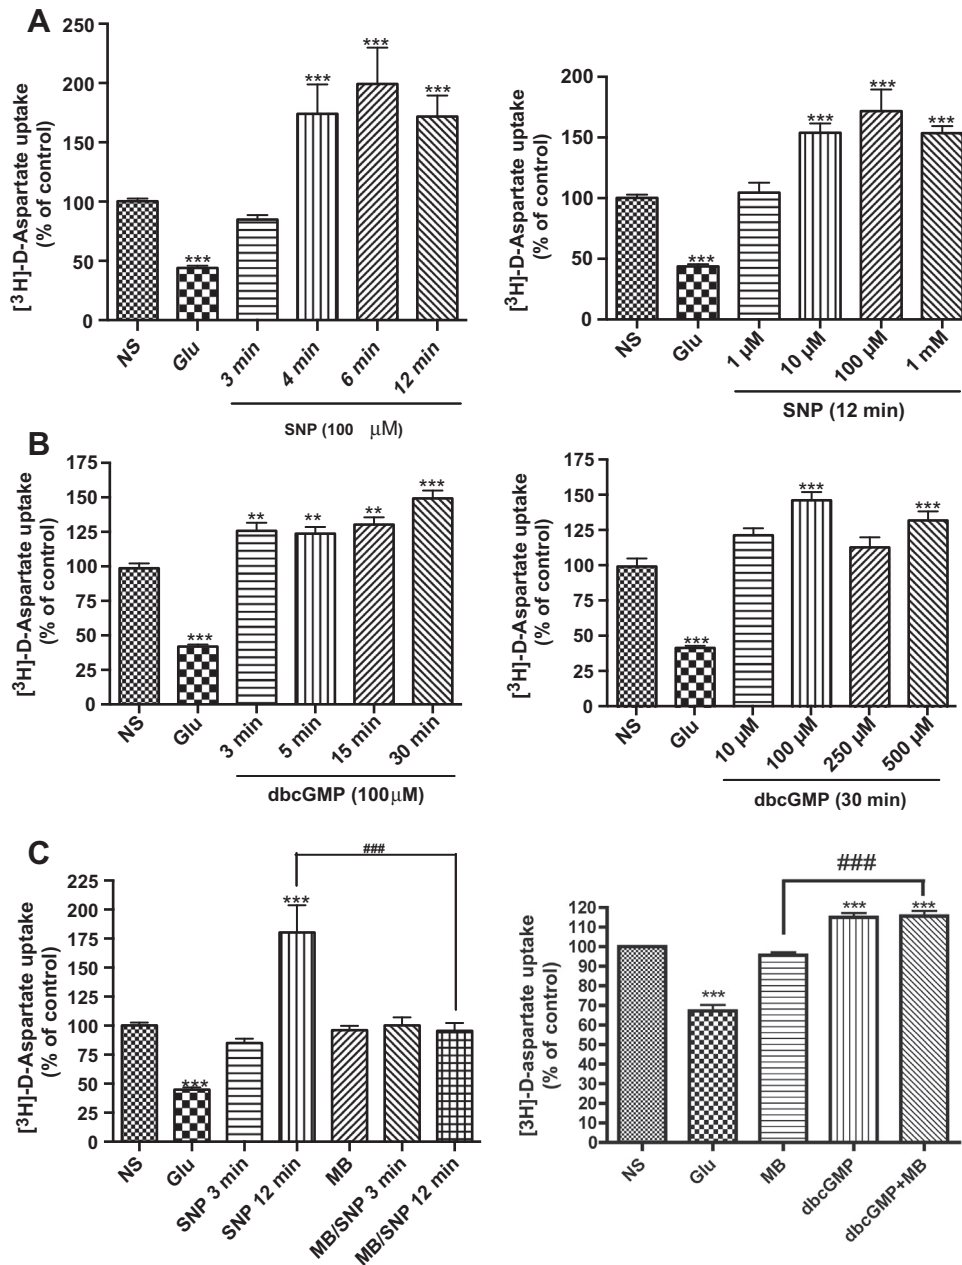 A
[³H]-D-Aspartate uptake
(% of control)
250
200
150
100
50
0
***
***
***
***
NS
Glu
3 min
4 min
6 min
12 min
SNP (100 μM)
[³H]-D-Aspartate uptake
(% of control)
200
150
100
50
0
***
***
***
***
NS
Glu
1 μM
10 μM
100 μM
1 mM
SNP (12 min)
B
[³H]-D-Aspartate uptake
(% of control)
175
150
125
100
75
50
25
0
***
**
**
**
***
NS
Glu
3 min
5 min
15 min
30 min
dbcGMP (100μM)
[³H]-D-Aspartate uptake
(% of control)
175
150
125
100
75
50
25
0
***
***
***
NS
Glu
10 μM
100 μM
250 μM
500 μM
dbcGMP (30 min)
C
[³H]-D-Aspartate uptake
(% of control)
225
200
175
150
125
100
75
50
25
0
***
***
###
NS
Glu
SNP 3 min
SNP 12 min
MB
MB/SNP 3 min
MB/SNP 12 min
[3H]-D-aspartate uptake
(% of control)
120
110
100
90
80
70
60
50
40
30
20
10
0
***
***
***
###
NS
Glu
MB
dbcGMP
dbcGMP+MB